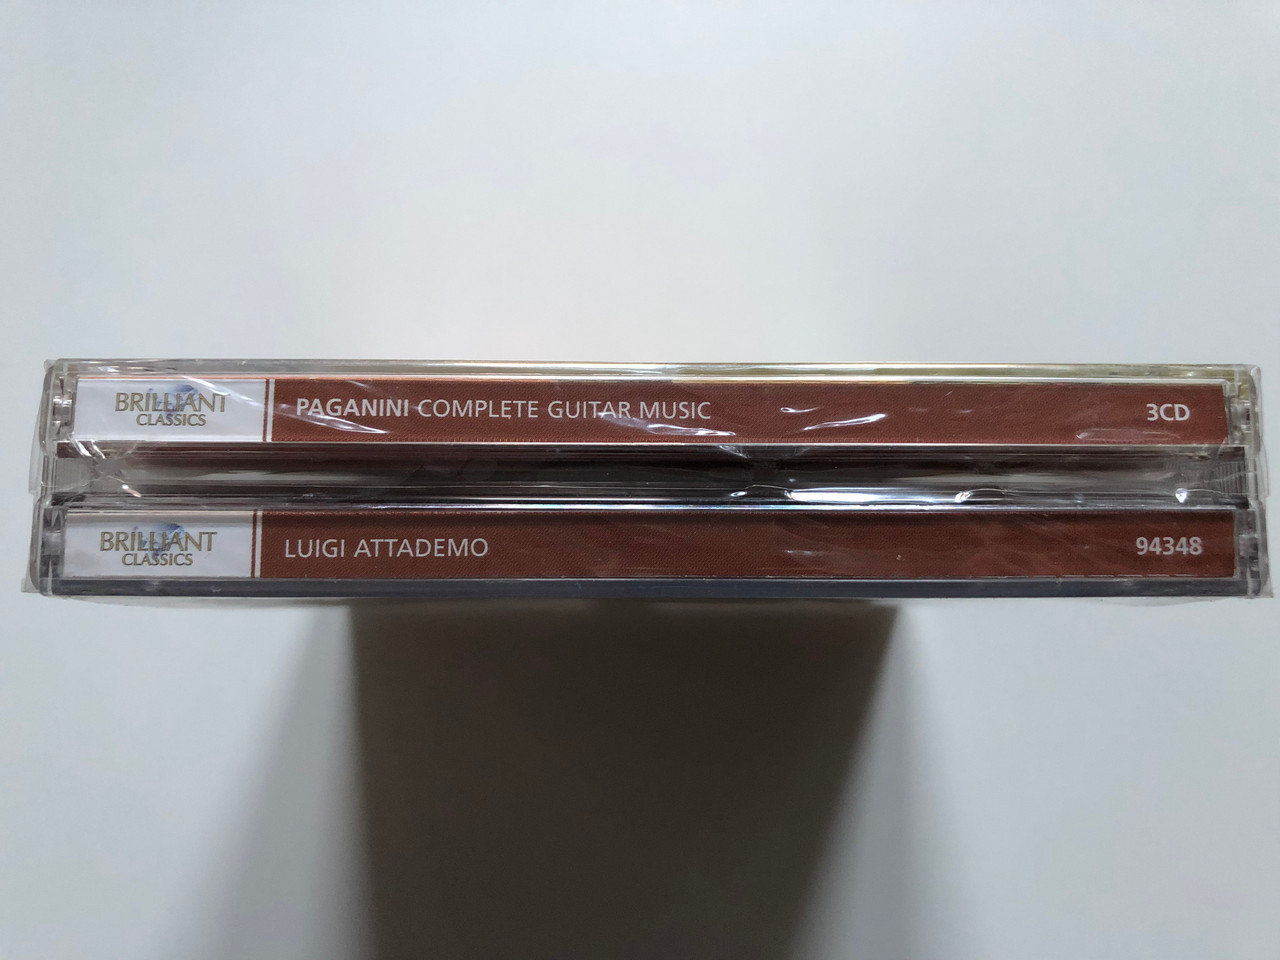 BRILLIANT
CLASSICS
PAGANINI COMPLETE GUITAR MUSIC
3CD
BRILLIANT
CLASSICS
LUIGI ATTADEMO
94348